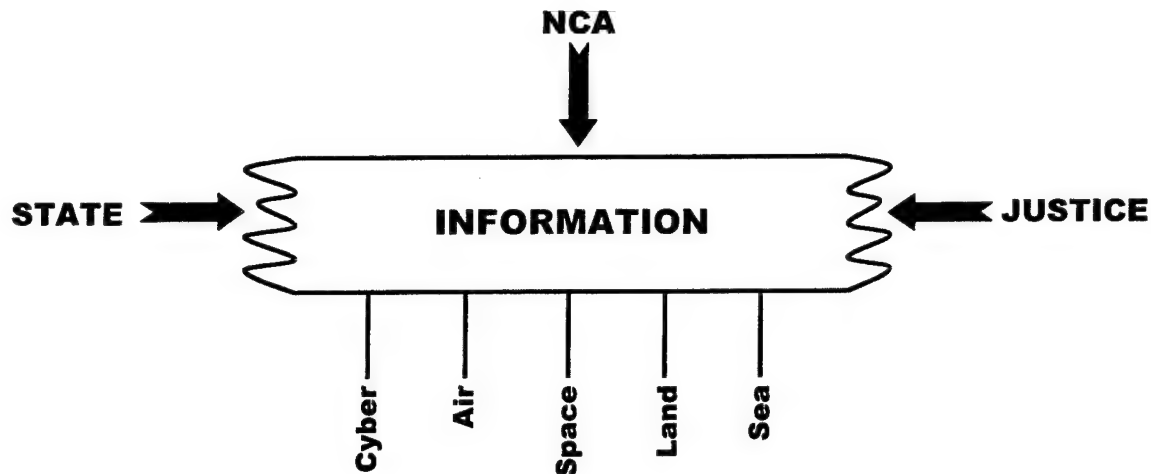 NCA
STATE
INFORMATION
JUSTICE
Cyber
Air
Space
Land
Sea